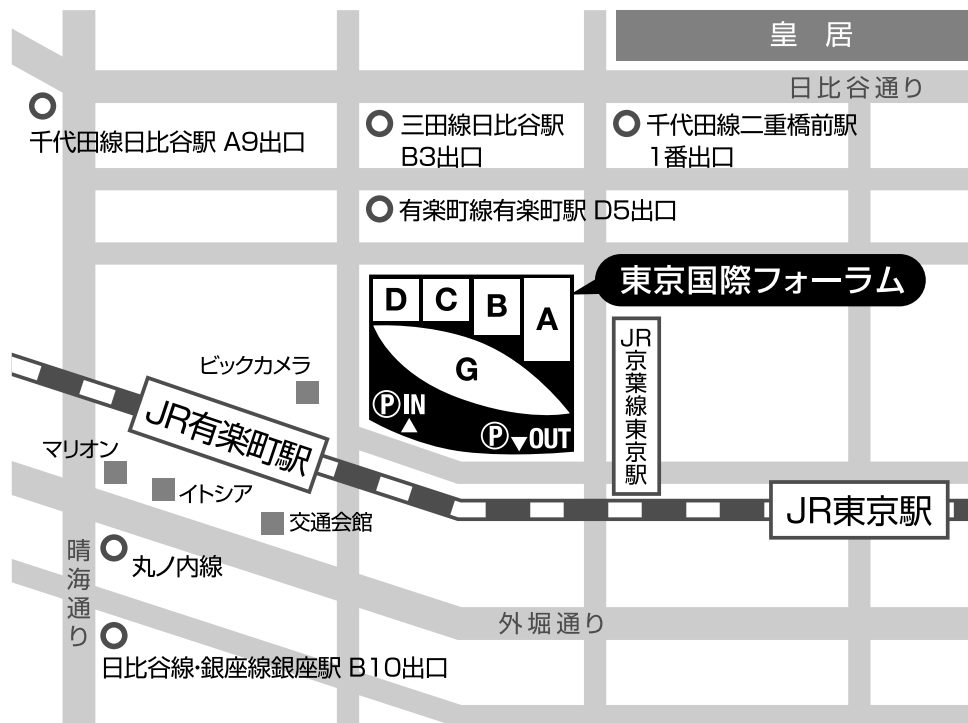 皇居
日比谷通り
千代田線日比谷駅 A9出口
三田線日比谷駅
B3出口
千代田線二重橋前駅
1番出口
有楽町線有楽町駅 D5出口
東京国際フォーラム
D
C
B
A
G
JR京葉線東京駅
ビックカメラ
ⓅIN
ⓅOUT
JR有楽町駅
マリオン
イトシア
交通会館
JR東京駅
晴海通り
丸ノ内線
外堀通り
日比谷線・銀座線銀座駅 B10出口